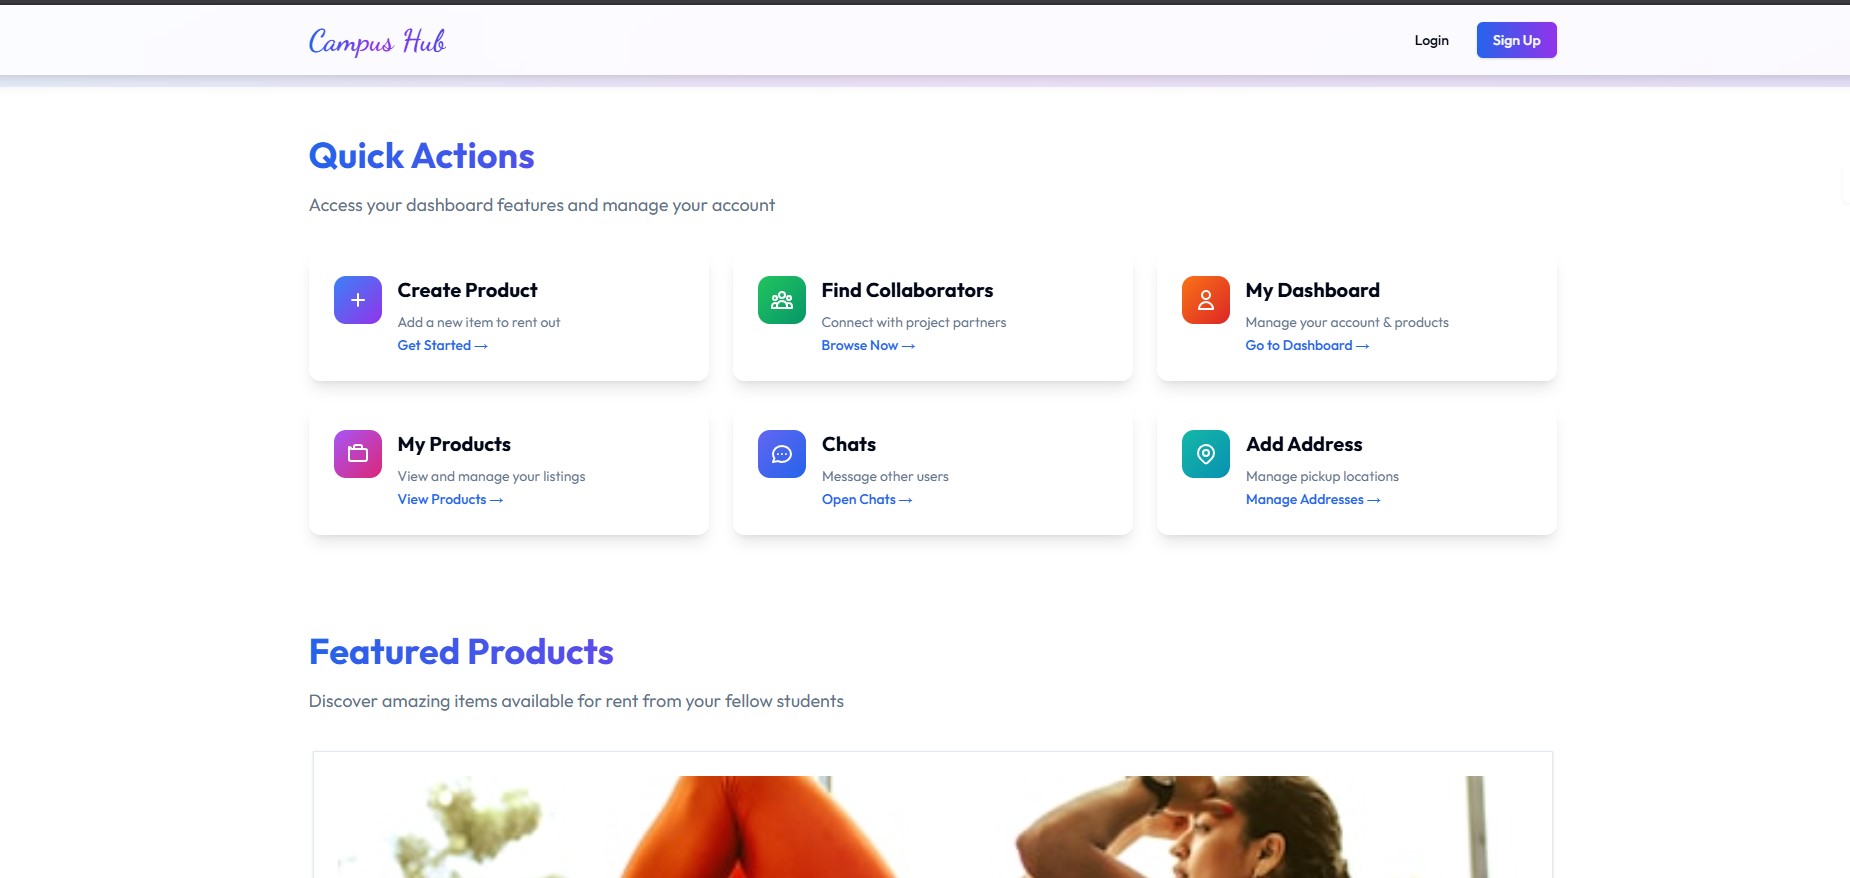 Campus Hub
Login
Sign Up
Quick Actions
Access your dashboard features and manage your account
Create Product
Add a new item to rent out
Get Started →
Find Collaborators
Connect with project partners
Browse Now →
My Dashboard
Manage your account & products
Go to Dashboard →
My Products
View and manage your listings
View Products →
Chats
Message other users
Open Chats →
Add Address
Manage pickup locations
Manage Addresses →
Featured Products
Discover amazing items available for rent from your fellow students